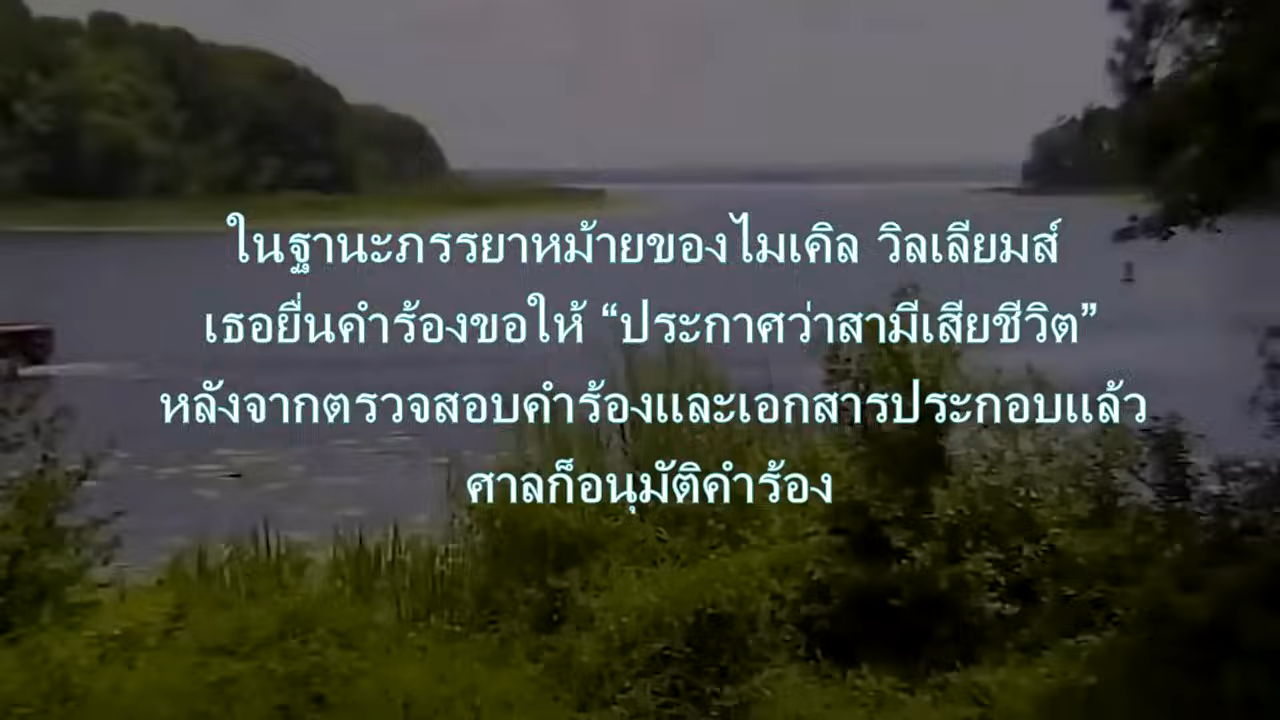 ในฐานะภรรยาหม้ายของไมเคิล วิลเลียมส์
เธอยื่นคำร้องขอให้ “ประกาศว่าสามีเสียชีวิต”
หลังจากตรวจสอบคำร้องและเอกสารประกอบแล้ว
ศาลก็อนุมัติคำร้อง